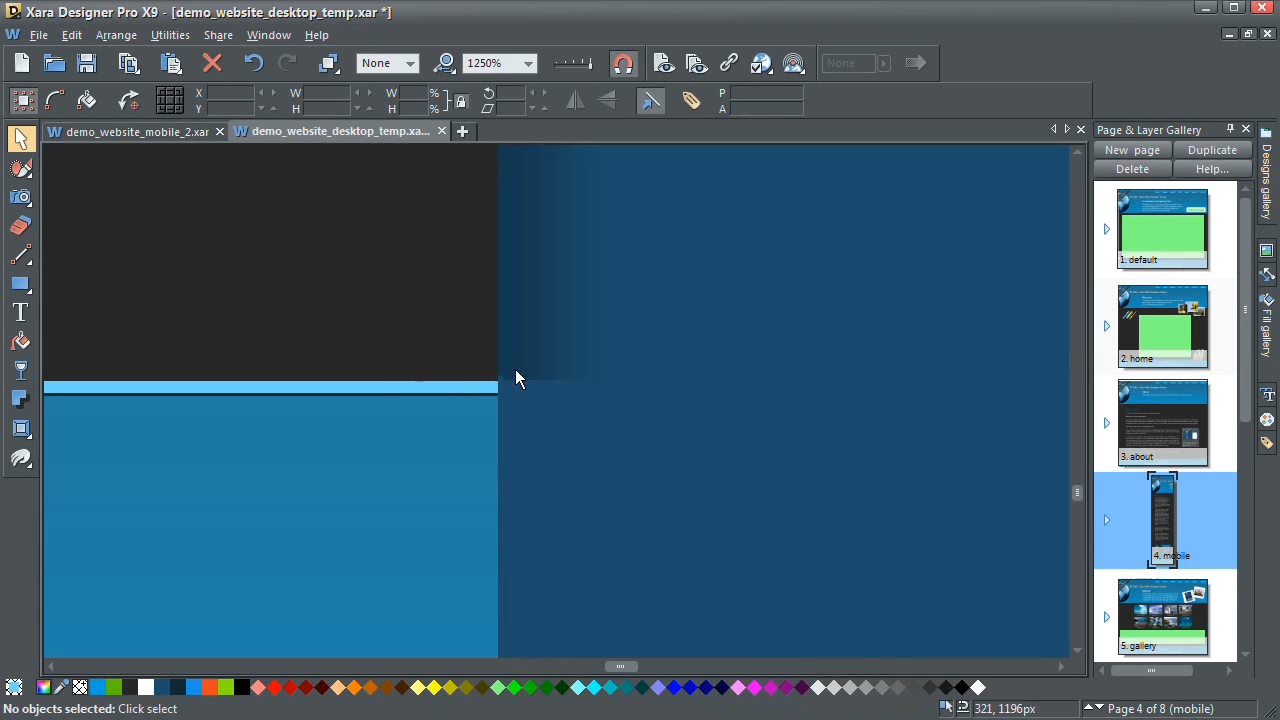 Xara Designer Pro X9 - [demo_website_desktop_temp.xar *]
File Edit Arrange Utilities Share Window Help
None 1250% None
X W W % P
Y H H % A
demo_website_mobile_2.xar demo_website_desktop_temp.xa...
Page & Layer Gallery
New page Duplicate
Delete Help...
Designs gallery
1. default
2. home
Fill gallery
3. about
4. mobile
5. gallery
No objects selected: Click select 321, 1196px Page 4 of 8 (mobile)